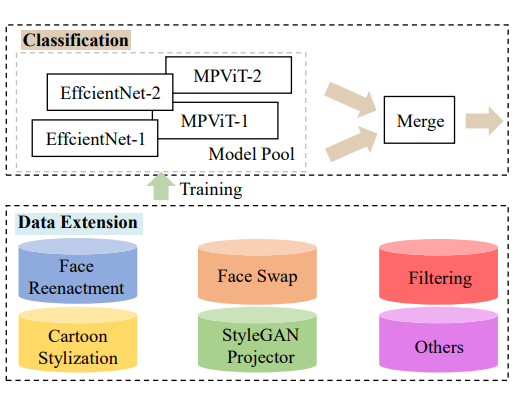 Classification
MPViT-2
EffcientNet-2
MPViT-1
EffcientNet-1
Model Pool
Merge
Training
Data Extension
Face
Reenactment
Face Swap
Filtering
Cartoon
Stylization
StyleGAN
Projector
Others